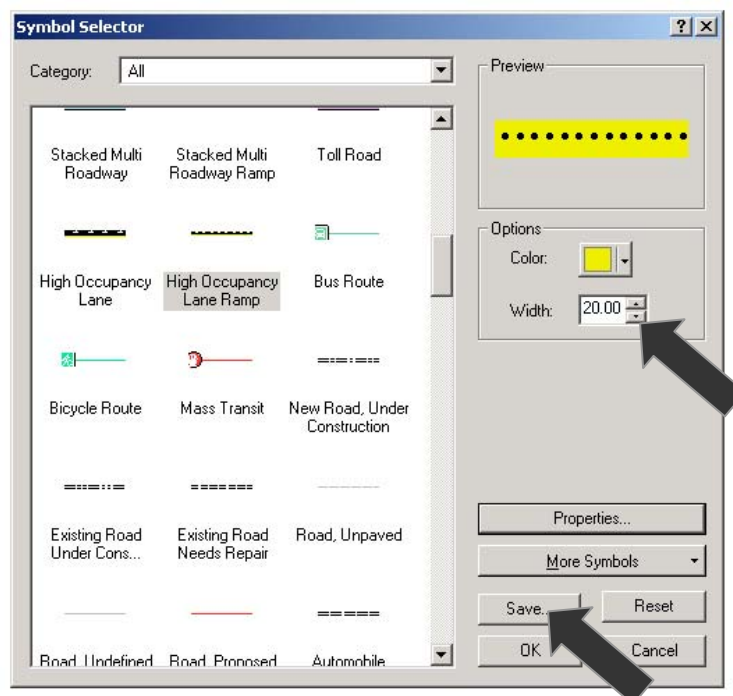 Symbol Selector
? x
Category: All
Stacked Multi
Roadway
Stacked Multi
Roadway Ramp
Toll Road
High Occupancy
Lane
High Occupancy
Lane Ramp
Bus Route
Bicycle Route
Mass Transit
New Road, Under
Construction
Existing Road
Under Cons...
Existing Road
Needs Repair
Road, Unpaved
Road, Undefined
Road, Proposed
Automobile
Preview
Options
Color:
Width: 20.00
Properties...
More Symbols
Save...
Reset
OK
Cancel